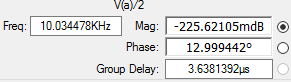 V(a)/2
Freq: 10.034478KHz Mag: -225.62105mdB
Phase: 12.999442°
Group Delay: 3.6381392µs